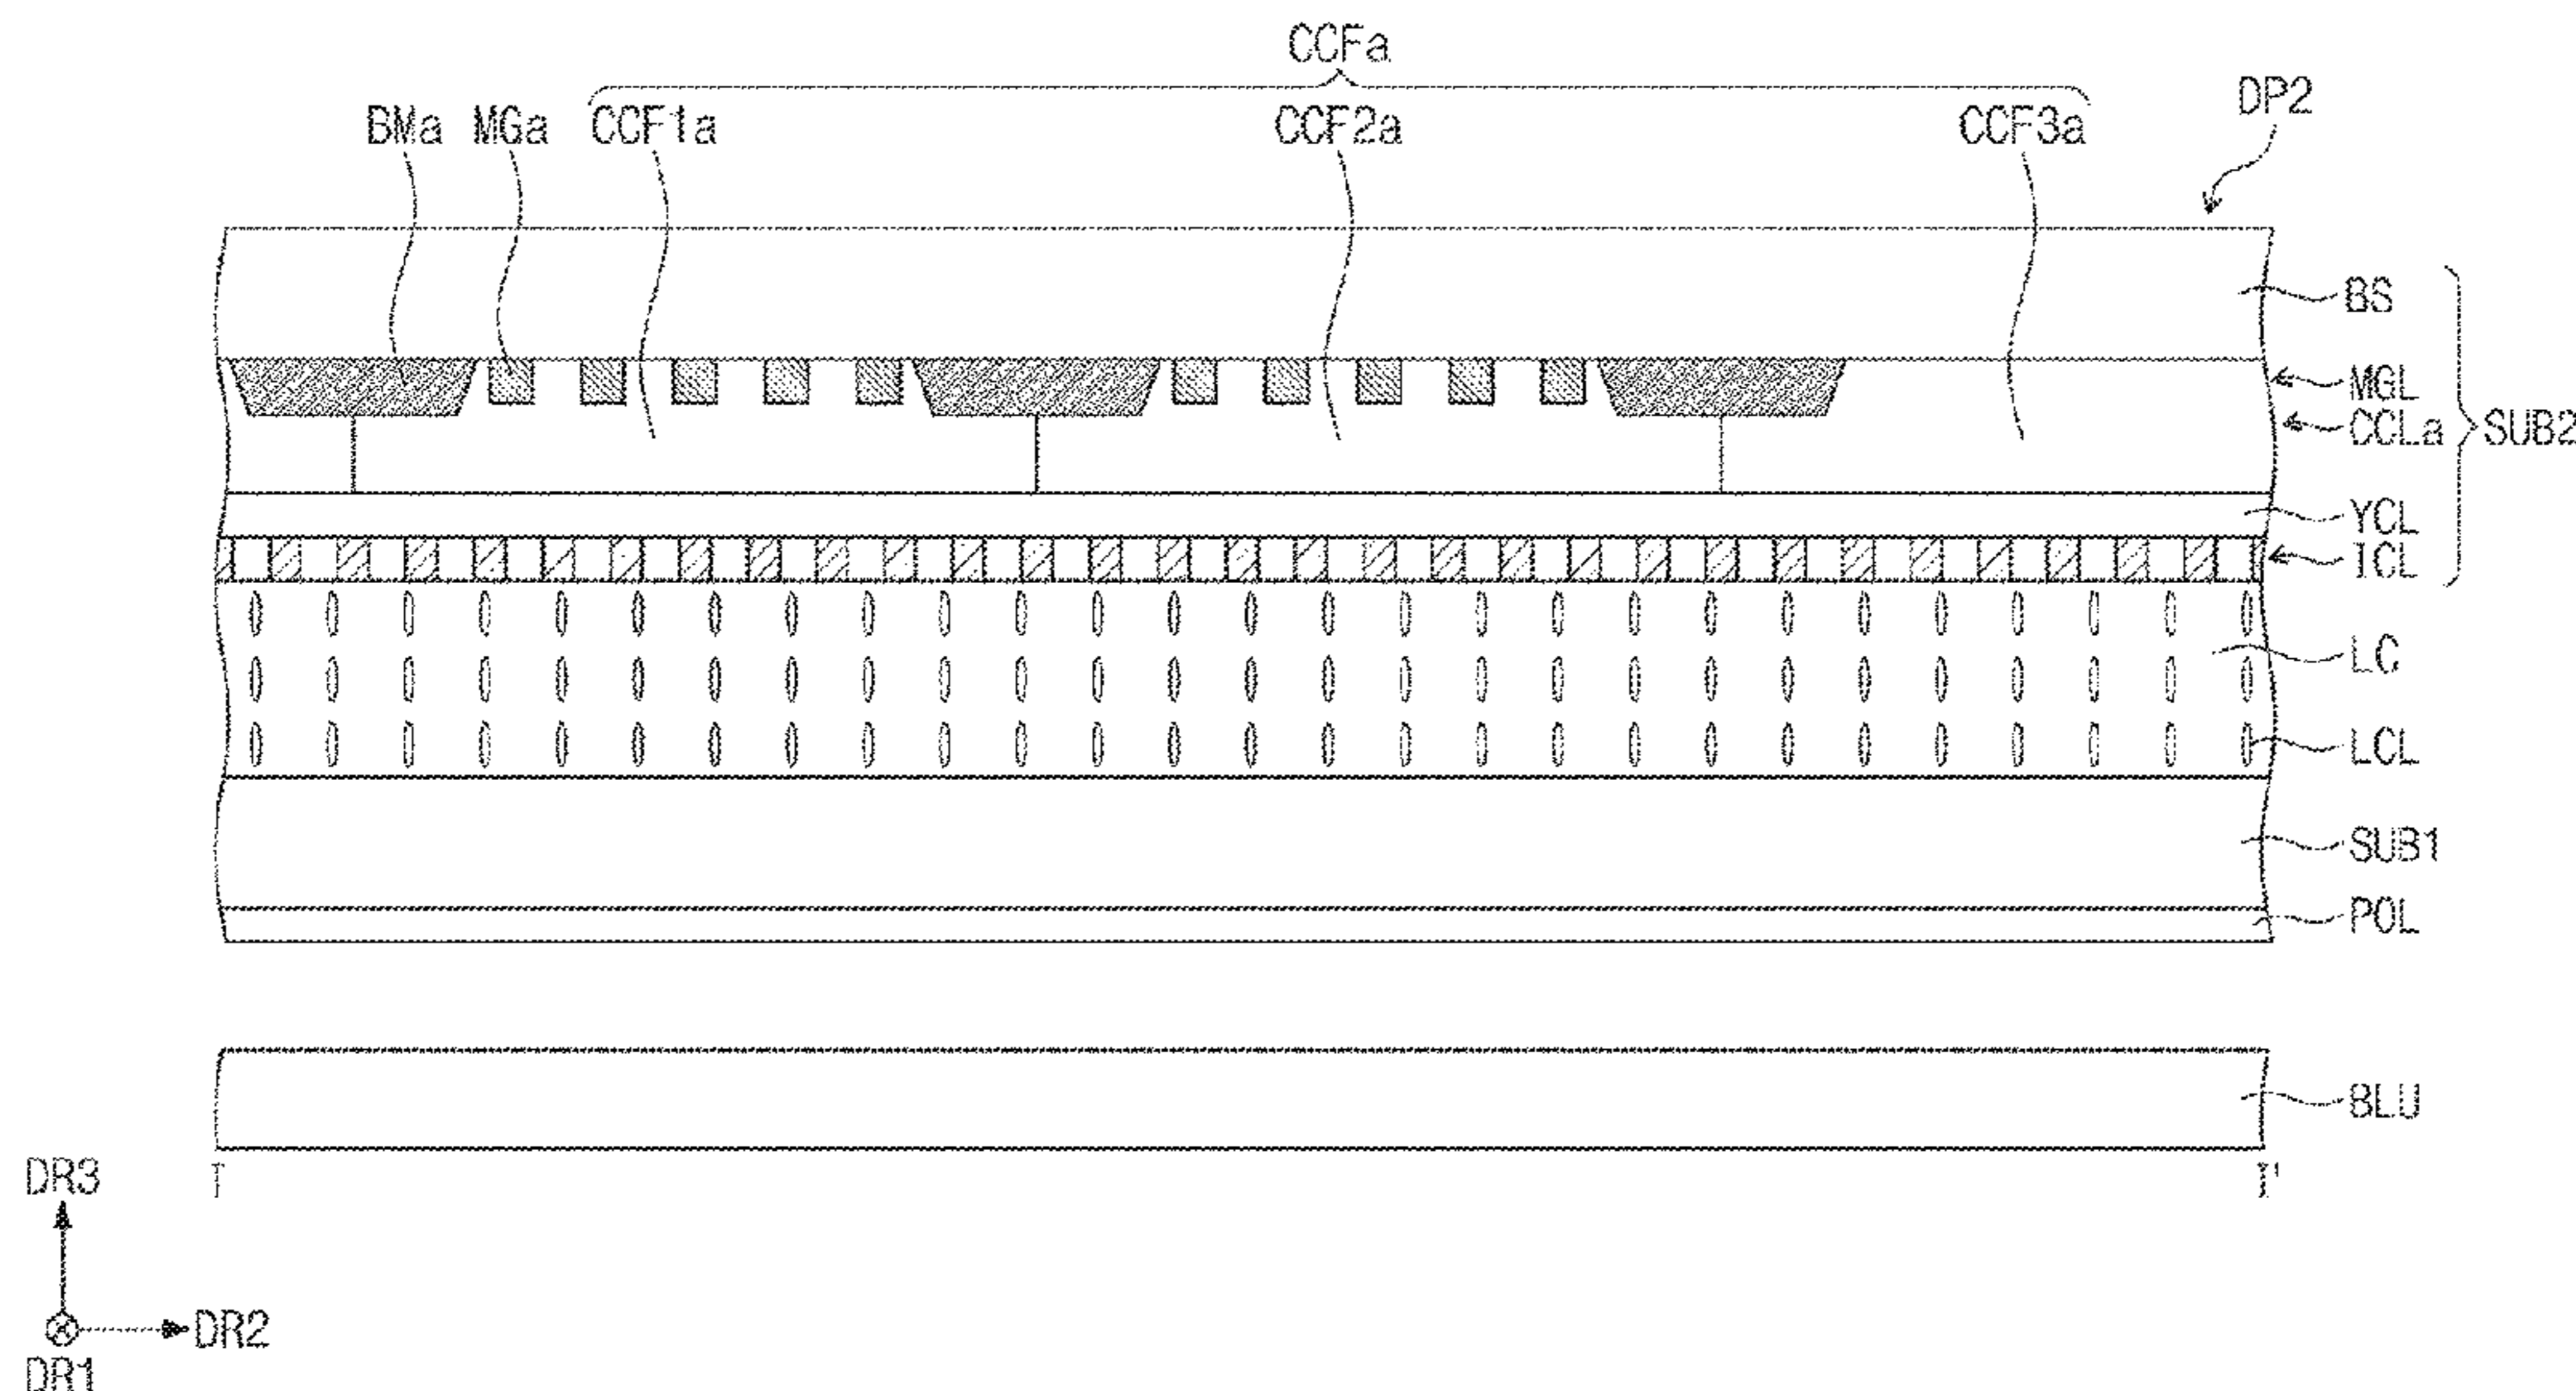 CCFa
BMa MGa CCF1a CCF2a CCF3a DP2
BS
MGL
CCLa SUB2
YCL
ICL
LC
LCL
SUB1
POL
BLU
I I'
DR3
DR2
DR1